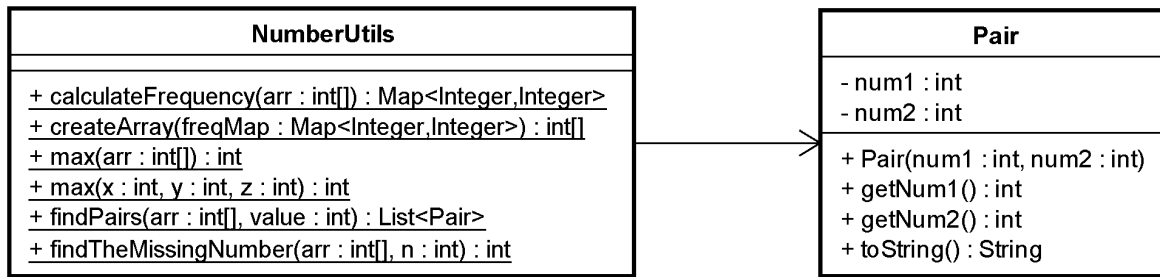 NumberUtils
+ calculateFrequency(arr : int[]) : Map<Integer,Integer>
+ createArray(freqMap : Map<Integer,Integer>) : int[]
+ max(arr : int[]) : int
+ max(x : int, y : int, z : int) : int
+ findPairs(arr : int[], value : int) : List<Pair>
+ findTheMissingNumber(arr : int[], n : int) : int
Pair
- num1 : int
- num2 : int
+ Pair(num1 : int, num2 : int)
+ getNum1() : int
+ getNum2() : int
+ toString() : String